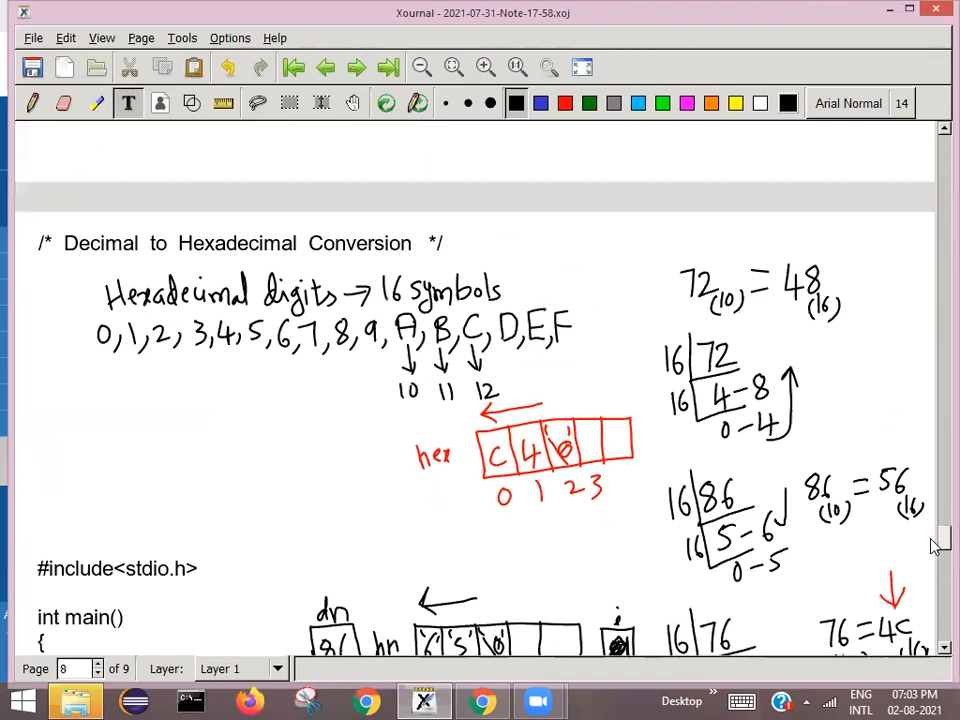 Xournal - 2021-07-31-Note-17-58.xoj
File Edit View Page Tools Options Help
T Arial Normal 14
/* Decimal to Hexadecimal Conversion */
Hexadecimal digits → 16 symbols
0,1,2, 3,4, 5, 6, 7, 8, 9, A, B, C, D, E, F
↓ ↓ ↓
10 11 12
hex C 4 '\0'
0 1 2 3
72(10) = 48(16)
16 72
16 4 - 8
0 - 4
16 86
16 5 - 6
0 - 5
86(10) = 56(16)
#include<stdio.h>
int main()
{
dn
86 hn '6' '5' '\0'
i
16 76
76 = 4C
Page 8 of 9 Layer: Layer 1
Desktop » ENG INTL 07:03 PM 02-08-2021